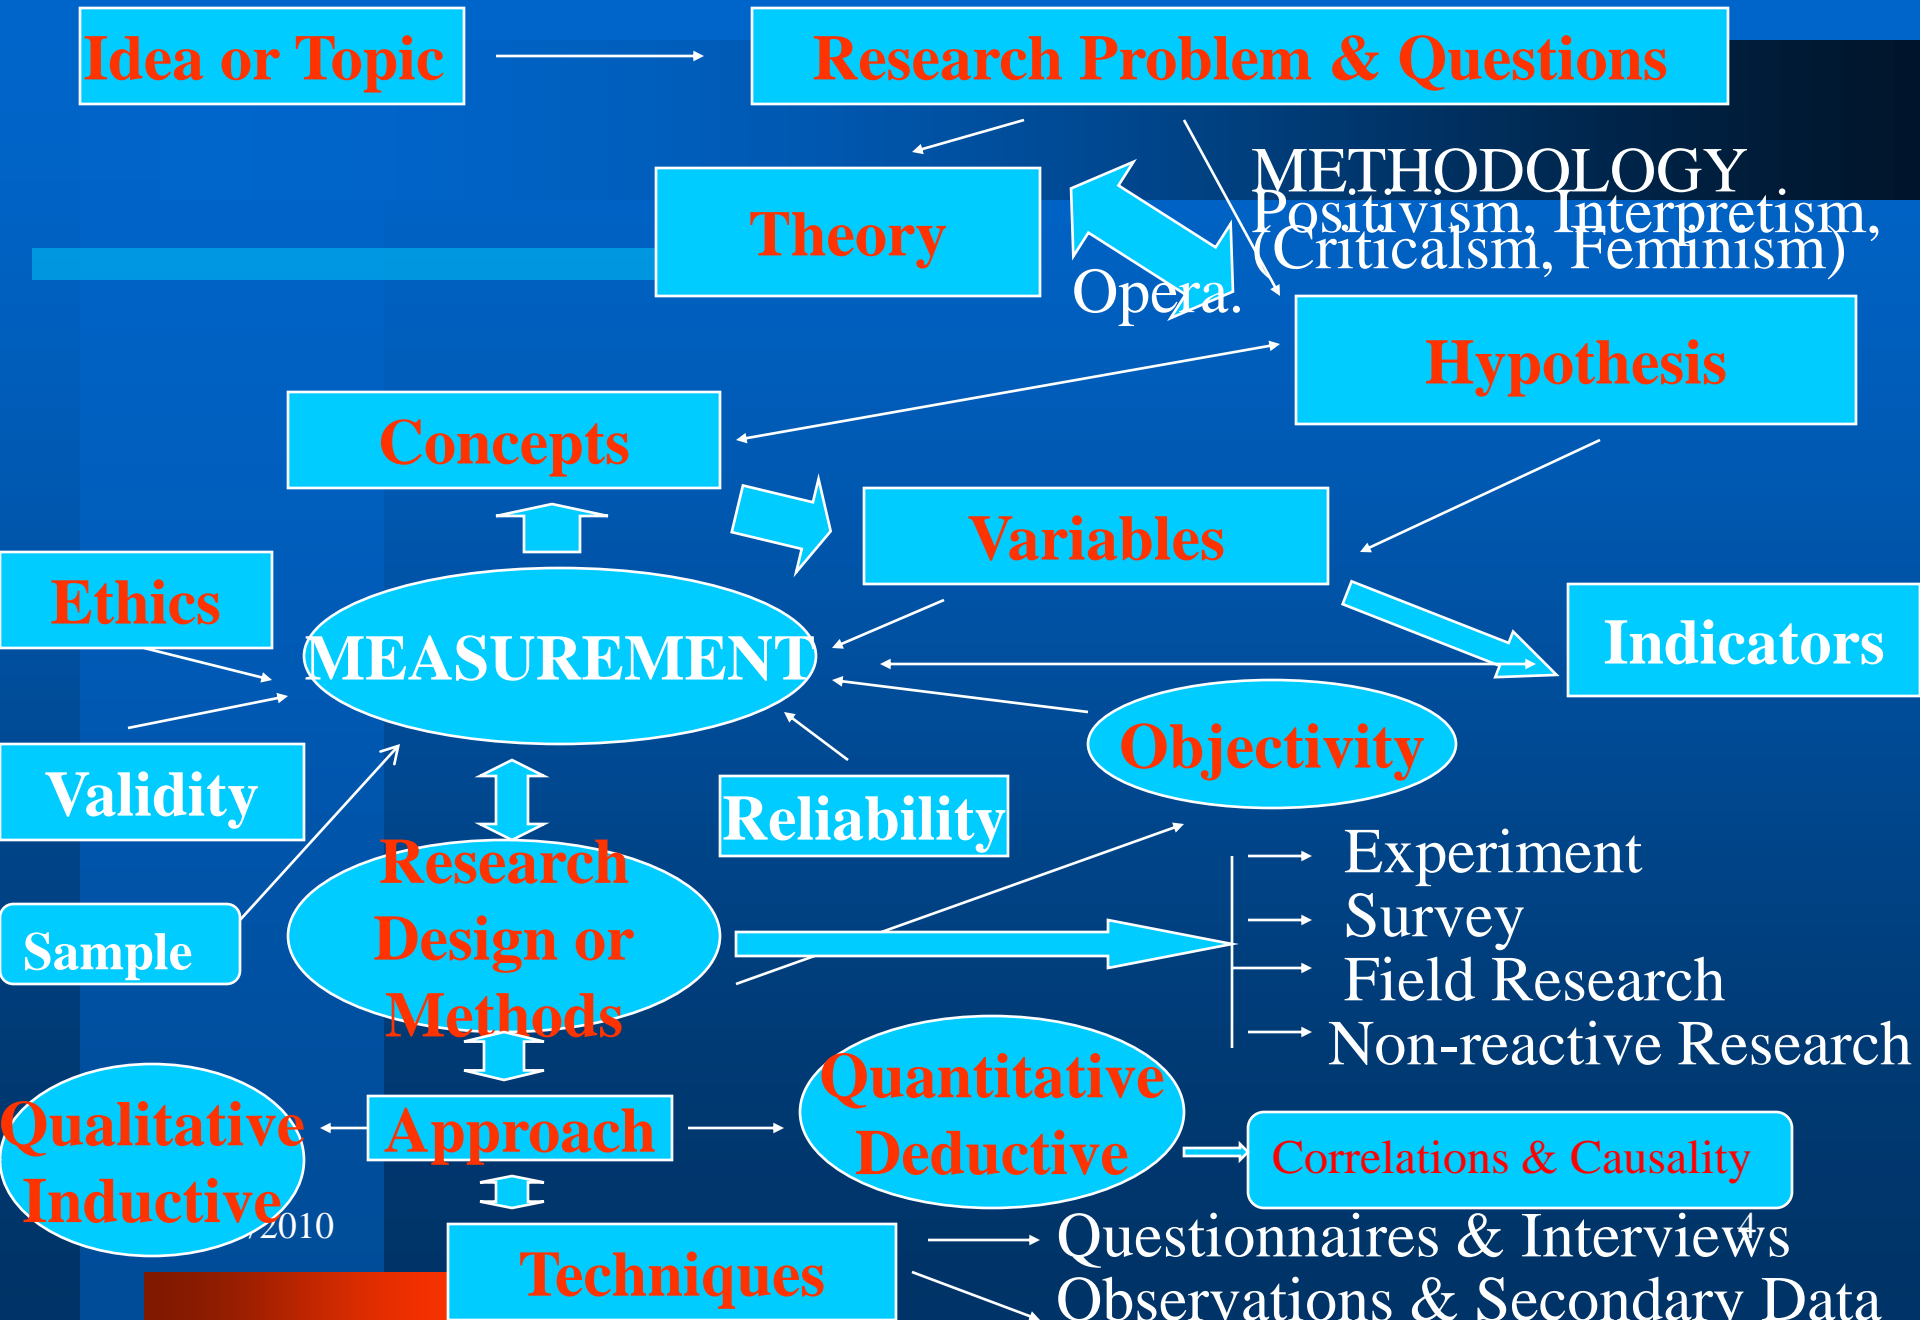 Idea or Topic
Research Problem & Questions
METHODOLOGY
Positivism, Interpretism,
(Criticalsm, Feminism)
Theory
Opera.
Hypothesis
Concepts
Variables
Ethics
Indicators
MEASUREMENT
Objectivity
Validity
Reliability
Research
Design or
Methods
Sample
Experiment
Survey
Field Research
Non-reactive Research
Qualitative
Inductive
Approach
Quantitative
Deductive
Correlations & Causality
/2010
4
Techniques
Questionnaires & Interviews
Observations & Secondary Data